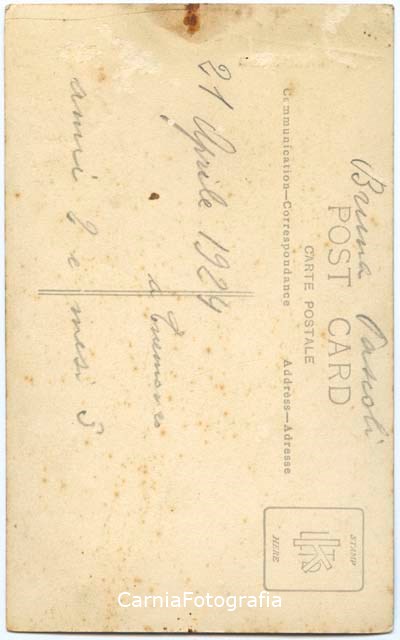 Bruna Pascoli
POST CARD
CARTE POSTALE
Communication—Correspondance
Address—Adresse
21 Aprile 1924
a
anni 2 e mesi 3
STAMP
HERE
CarniaFotografia